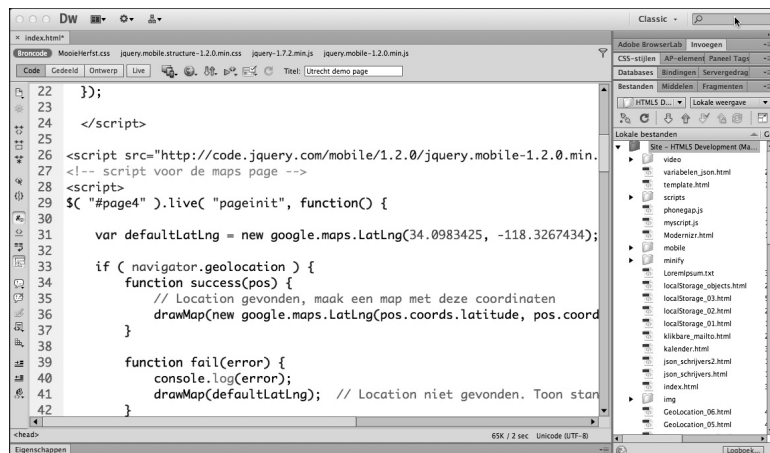 Dw
Classic
× index.html*
Broncode MooieHerfst.css jquery.mobile.structure-1.2.0.min.css jquery-1.7.2.min.js jquery.mobile-1.2.0.min.js
Code Gedeeld Ontwerp Live Titel: Utrecht demo page
22 });
23
24 </script>
25
26 <script src="http://code.jquery.com/mobile/1.2.0/jquery.mobile-1.2.0.min.
27 <!-- script voor de maps page -->
28 <script>
29 $( "#page4" ).live( "pageinit", function() {
30
31 var defaultLatLng = new google.maps.LatLng(34.0983425, -118.3267434);
32
33 if ( navigator.geolocation ) {
34 function success(pos) {
35 // Location gevonden, maak een map met deze coordinaten
36 drawMap(new google.maps.LatLng(pos.coords.latitude, pos.coord
37 }
38
39 function fail(error) {
40 console.log(error);
41 drawMap(defaultLatLng); // Location niet gevonden. Toon stan
42 }
<head>
65K / 2 sec Unicode (UTF-8)
Eigenschappen
Adobe BrowserLab Invoegen
CSS-stijlen AP-element Paneel Tags
Databases Bindingen Servergedrag
Bestanden Middelen Fragmenten
HTML5 D... Lokale weergave
Lokale bestanden G
Site - HTML5 Development (Ma...
video
variabelen_json.html
template.html
scripts
phonegap.js
myscript.js
Modernizr.html
mobile
minify
LoremIpsum.txt
localStorage_objects.html
localStorage_03.html
localStorage_02.html
localStorage_01.html
klikbare_mailto.html
kalender.html
json_schrijvers2.html
json_schrijvers.html
index.html
img
GeoLocation_06.html
GeoLocation_05.html
Logboek...